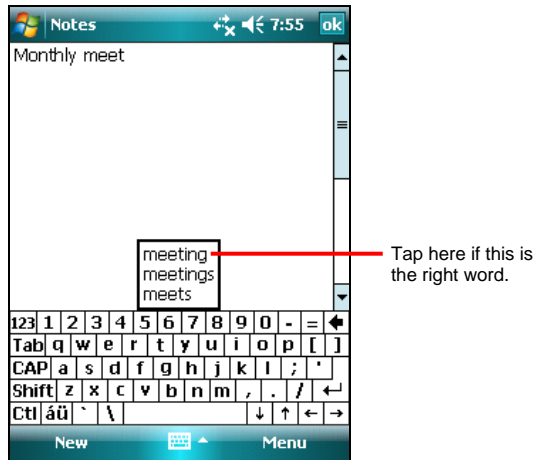 Notes 7:55 ok
Monthly meet
meeting
meetings
meets
Tap here if this is
the right word.
123 1 2 3 4 5 6 7 8 9 0 - =
Tab q w e r t y u i o p [ ]
CAP a s d f g h j k l ; '
Shift z x c v b n m , . /
Ctl áü ` \
New Menu